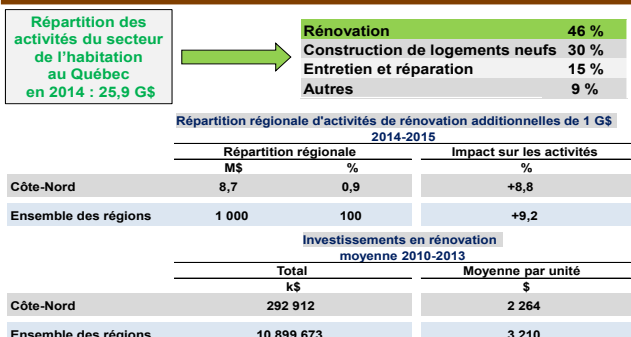 Répartition des
activités du secteur
de l'habitation
au Québec
en 2014 : 25,9 G$
Rénovation 46 %
Construction de logements neufs 30 %
Entretien et réparation 15 %
Autres 9 %
Répartition régionale d'activités de rénovation additionnelles de 1 G$
2014-2015
Répartition régionale Impact sur les activités
M$ % %
Côte-Nord 8,7 0,9 +8,8
Ensemble des régions 1 000 100 +9,2
Investissements en rénovation
moyenne 2010-2013
Total Moyenne par unité
k$ $
Côte-Nord 292 912 2 264
Ensemble des régions 10 899 673 3 210